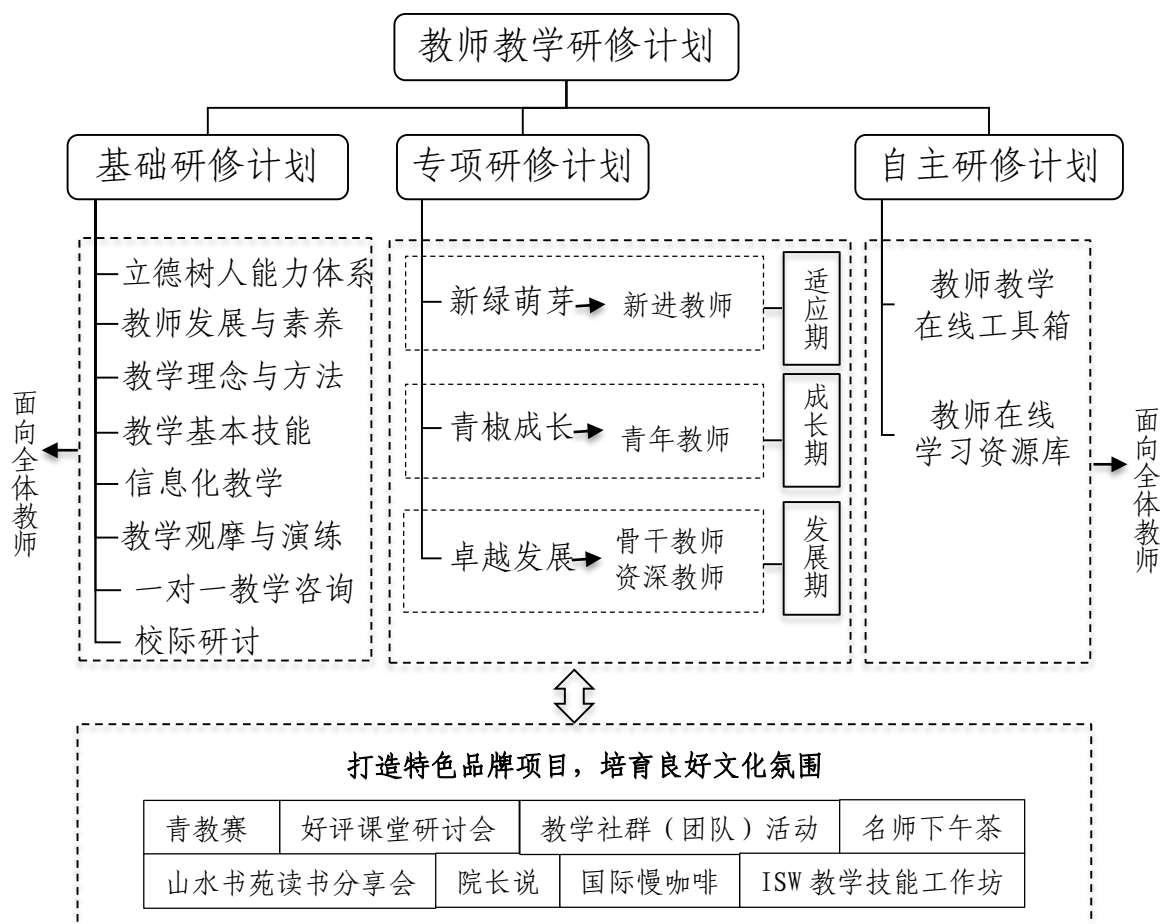 教师教学研修计划
基础研修计划
专项研修计划
自主研修计划
立德树人能力体系
教师发展与素养
教学理念与方法
教学基本技能
信息化教学
教学观摩与演练
一对一教学咨询
校际研讨
面向全体教师
新绿萌芽
新进教师
适应期
青椒成长
青年教师
成长期
卓越发展
骨干教师
资深教师
发展期
教师教学
在线工具箱
教师在线
学习资源库
面向全体教师
打造特色品牌项目，培育良好文化氛围
青教赛
好评课堂研讨会
教学社群（团队）活动
名师下午茶
山水书苑读书分享会
院长说
国际慢咖啡
ISW 教学技能工作坊